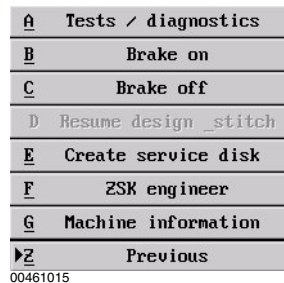 A Tests / diagnostics
B Brake on
C Brake off
D Resume design _stitch
E Create service disk
F ZSK engineer
G Machine information
Z Previous
00461015